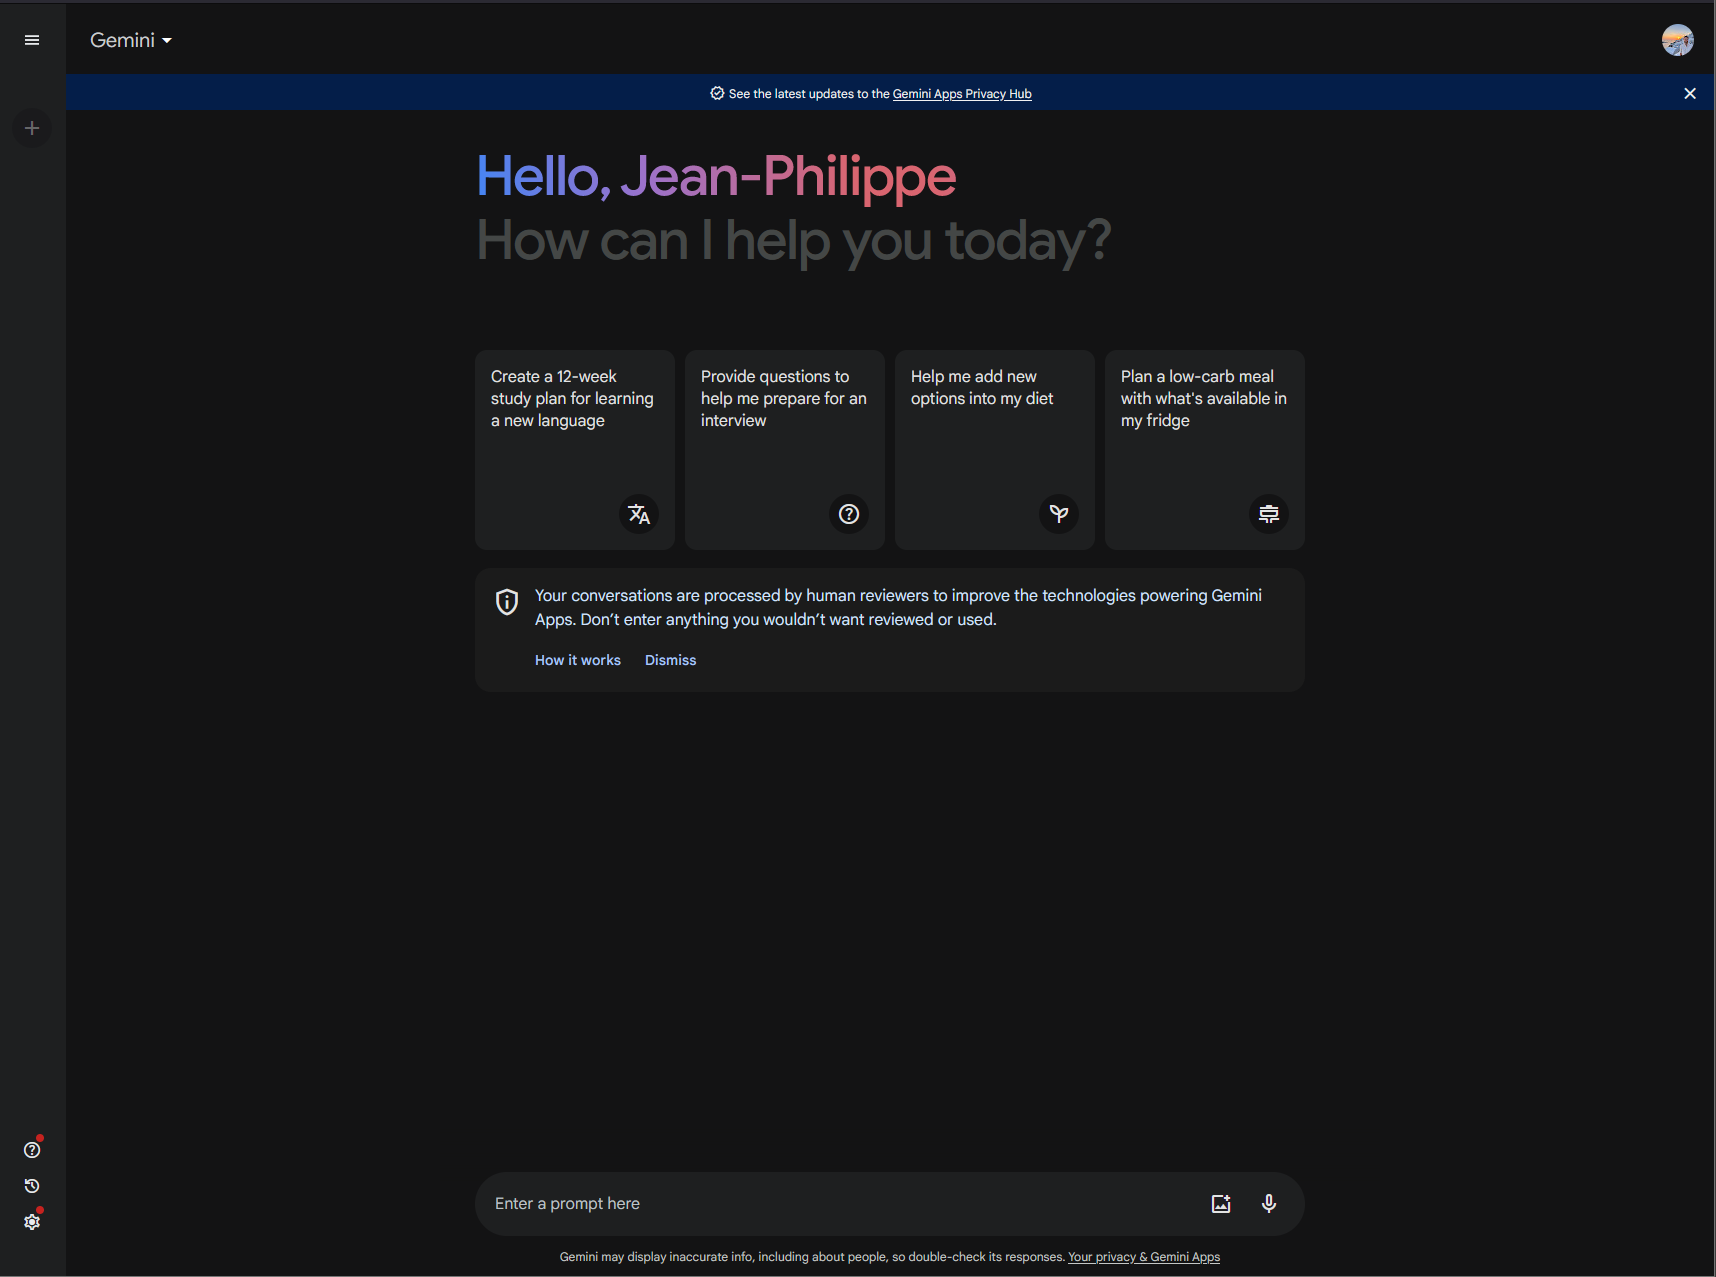 Gemini
See the latest updates to the Gemini Apps Privacy Hub
Hello, Jean-Philippe
How can I help you today?
Create a 12-week
study plan for learning
a new language
Provide questions to
help me prepare for an
interview
Help me add new
options into my diet
Plan a low-carb meal
with what's available in
my fridge
Your conversations are processed by human reviewers to improve the technologies powering Gemini
Apps. Don’t enter anything you wouldn’t want reviewed or used.
How it works Dismiss
Enter a prompt here
Gemini may display inaccurate info, including about people, so double-check its responses. Your privacy & Gemini Apps